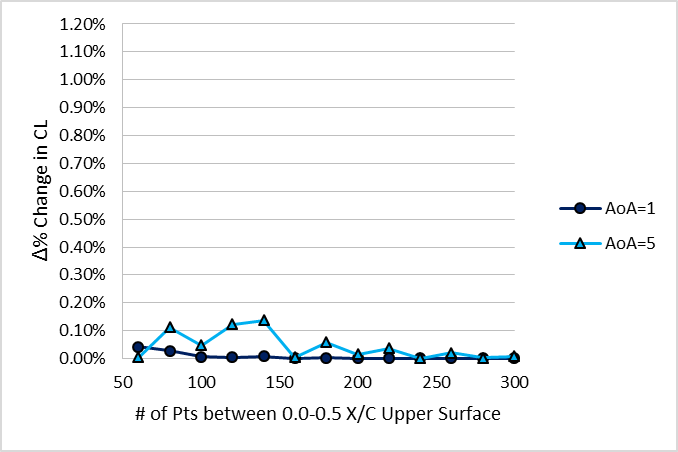 1.20%
1.10%
1.00%
0.90%
0.80%
0.70%
0.60%
0.50%
0.40%
0.30%
0.20%
0.10%
0.00%
Δ% Change in CL
50 100 150 200 250 300
# of Pts between 0.0-0.5 X/C Upper Surface
AoA=1
AoA=5